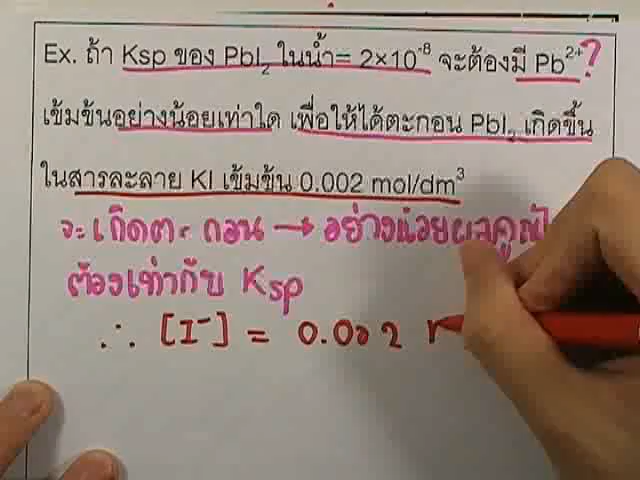 Ex. ถ้า Ksp ของ PbI₂ ในน้ำ = 2×10⁻⁸ จะต้องมี Pb²⁺ ?
เข้มข้นอย่างน้อยเท่าใด เพื่อให้ได้ตะกอน PbI₂ เกิดขึ้น
ในสารละลาย KI เข้มข้น 0.002 mol/dm³
จะเกิดตะกอน → อย่างน้อยผลคูณ
ต้องเท่ากับ Ksp
∴ [I⁻] = 0.002